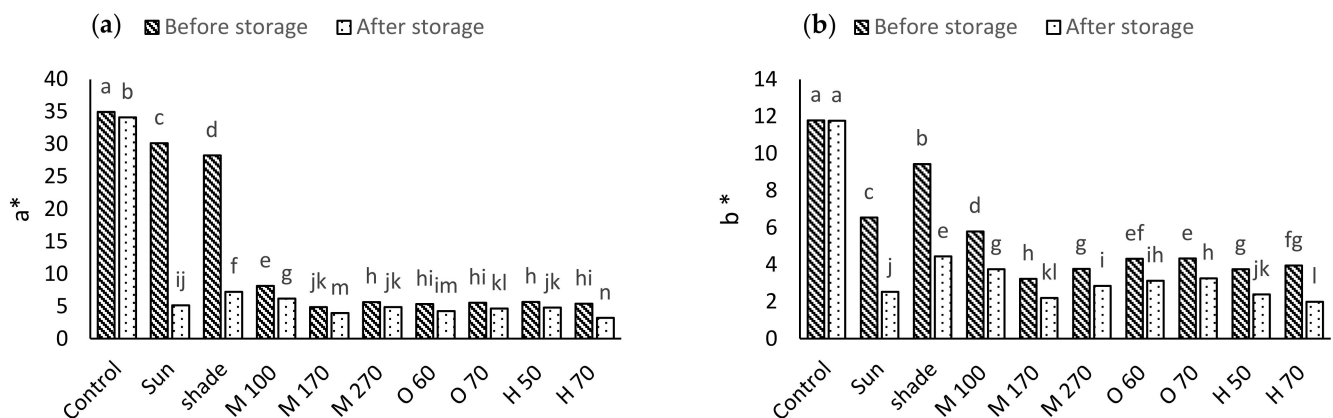 (a) Before storage After storage
40
35
30
25
20
15
10
5
0
a*
a b c ij d f e g jk m h jk hi im hi kl h jk hi n
Control Sun shade M 100 M 170 M 270 O 60 O 70 H 50 H 70
(b) Before storage After storage
14
12
10
8
6
4
2
0
b *
a a c j b e d g h kl g i ef ih e h g jk fg l
Control Sun shade M 100 M 170 M 270 O 60 O 70 H 50 H 70